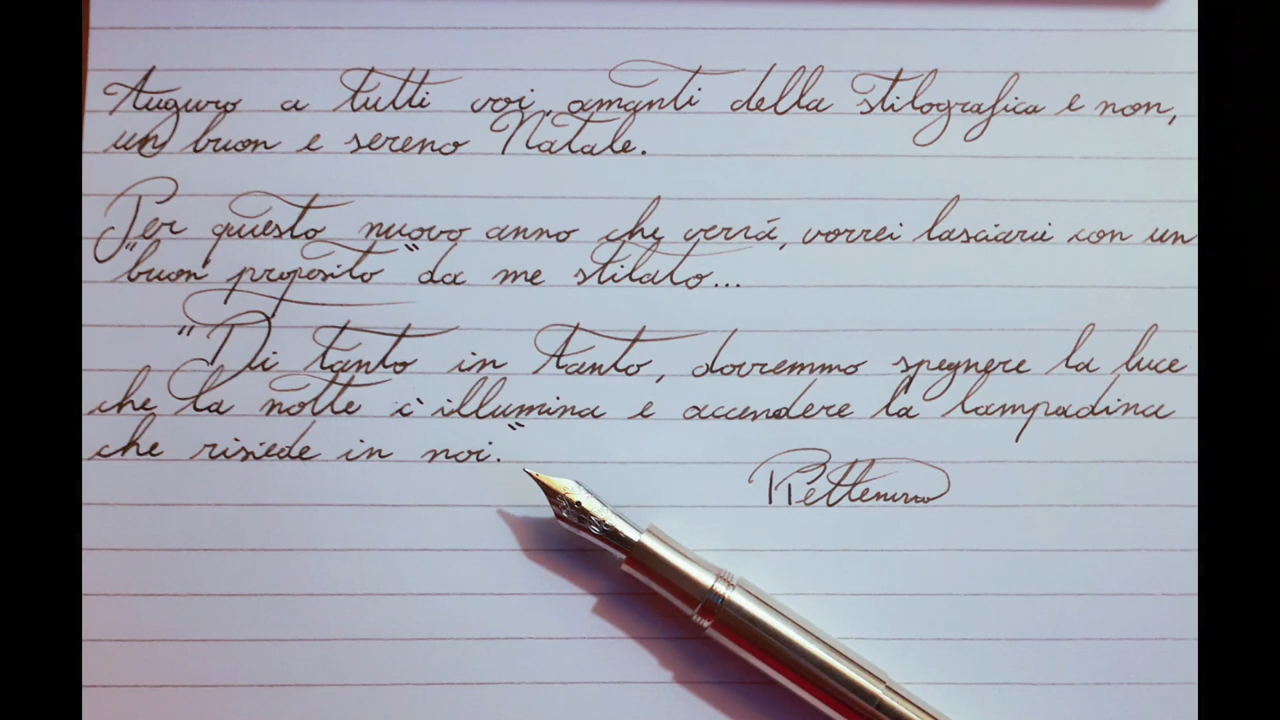 Auguro a tutti voi, amanti della stilografica e non,
un buon e sereno Natale.
Per questo nuovo anno che verrá, vorrei lasciarvi con un
"buon proposito" da me stilato...
"Di tanto in tanto, dovremmo spegnere la luce
che la notte c'illumina e accendere la lampadina
che risiede in noi."